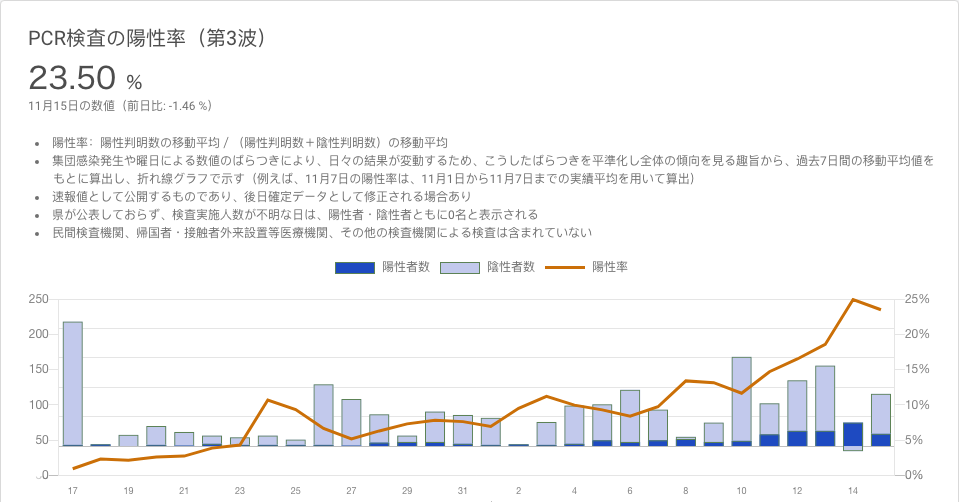 PCR検査の陽性率（第3波）
23.50 %
11月15日の数値（前日比: -1.46 %）
• 陽性率：陽性判明数の移動平均 / （陽性判明数＋陰性判明数）の移動平均
• 集団感染発生や曜日による数値のばらつきにより、日々の結果が変動するため、こうしたばらつきを平準化し全体の傾向を見る趣旨から、過去7日間の移動平均値を
もとに算出し、折れ線グラフで示す（例えば、11月7日の陽性率は、11月1日から11月7日までの実績平均を用いて算出）
• 速報値として公開するものであり、後日確定データとして修正される場合あり
• 県が公表しておらず、検査実施人数が不明な日は、陽性者・陰性者ともに0名と表示される
• 民間検査機関、帰国者・接触者外来設置等医療機関、その他の検査機関による検査は含まれていない
陽性者数 陰性者数 陽性率
250 25%
200 20%
150 15%
100 10%
50 5%
0 0%
17 19 21 23 25 27 29 31 2 4 6 8 10 12 14